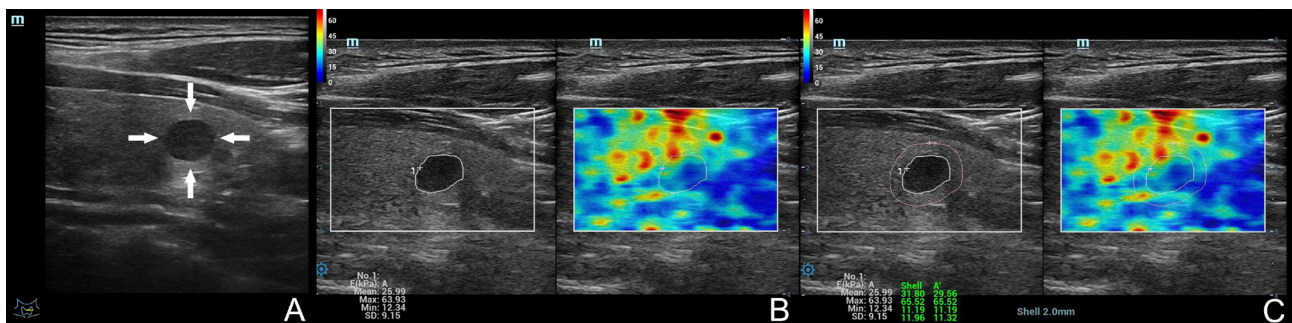 m
A
60
45
30
15
0
m
m
1
No.1:
E(kPa): A
Mean: 25.99
Max: 63.93
Min: 12.34
SD: 9.15
B
60
45
30
15
0
m
m
1
No.1:
E(kPa): A Shell A'
Mean: 25.99 31.80 29.56
Max: 63.93 65.52 65.52
Min: 12.34 11.19 11.19
SD: 9.15 11.96 11.32
Shell 2.0mm
C